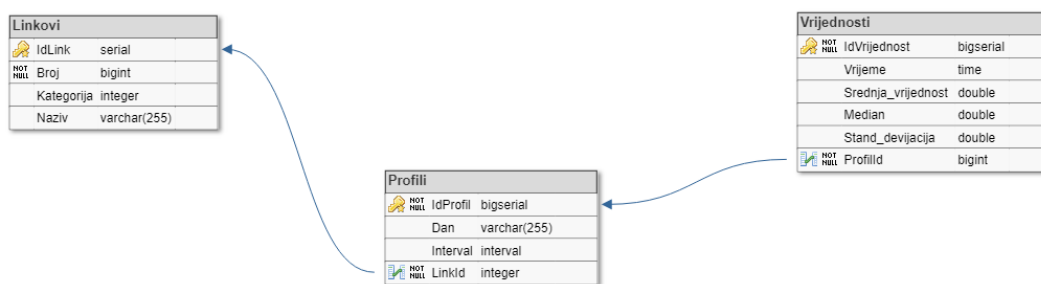 Linkovi
IdLink serial
NOT NULL Broj bigint
Kategorija integer
Naziv varchar(255)
Profili
NOT NULL IdProfil bigserial
Dan varchar(255)
Interval interval
NOT NULL LinkId integer
Vrijednosti
NOT NULL IdVrijednost bigserial
Vrijeme time
Srednja_vrijednost double
Median double
Stand_devijacija double
NOT NULL ProfilId bigint